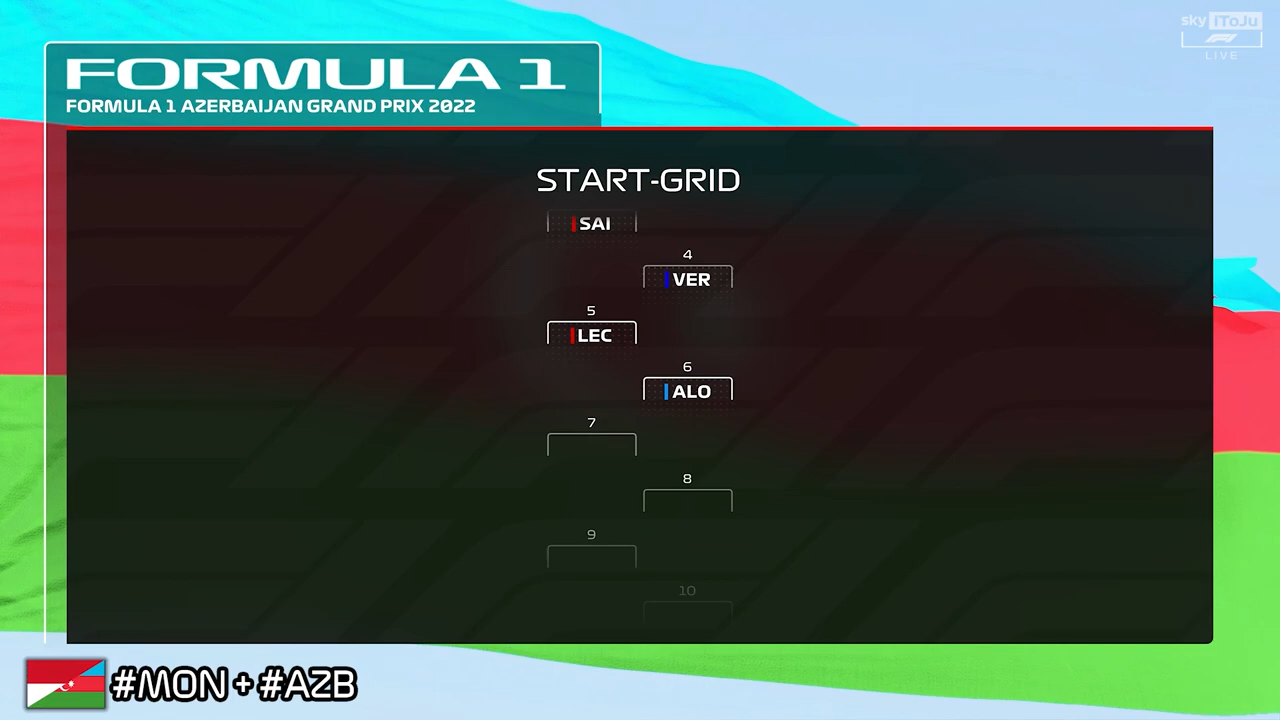 sky iToJu
F1
LIVE
FORMULA 1
FORMULA 1 AZERBAIJAN GRAND PRIX 2022
START-GRID
SAI
4
VER
5
LEC
6
ALO
7
8
9
10
#MON + #AZB